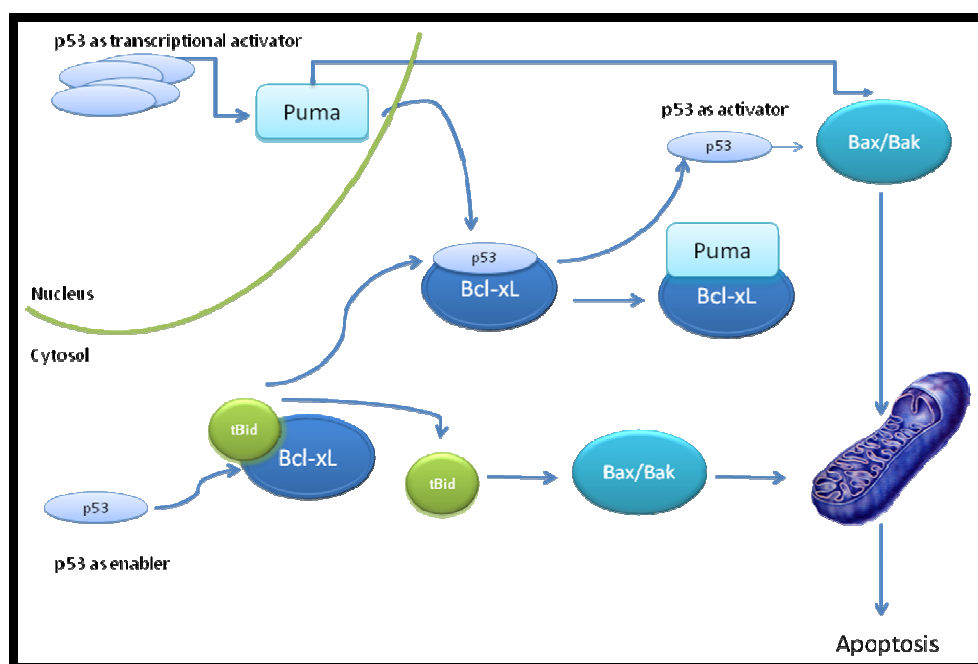 p53 as transcriptional activator
Puma
p53 as activator
p53
Bax/Bak
p53
Bcl-xL
Puma
Bcl-xL
Nucleus
Cytosol
tBid
Bcl-xL
tBid
Bax/Bak
p53
p53 as enabler
Apoptosis